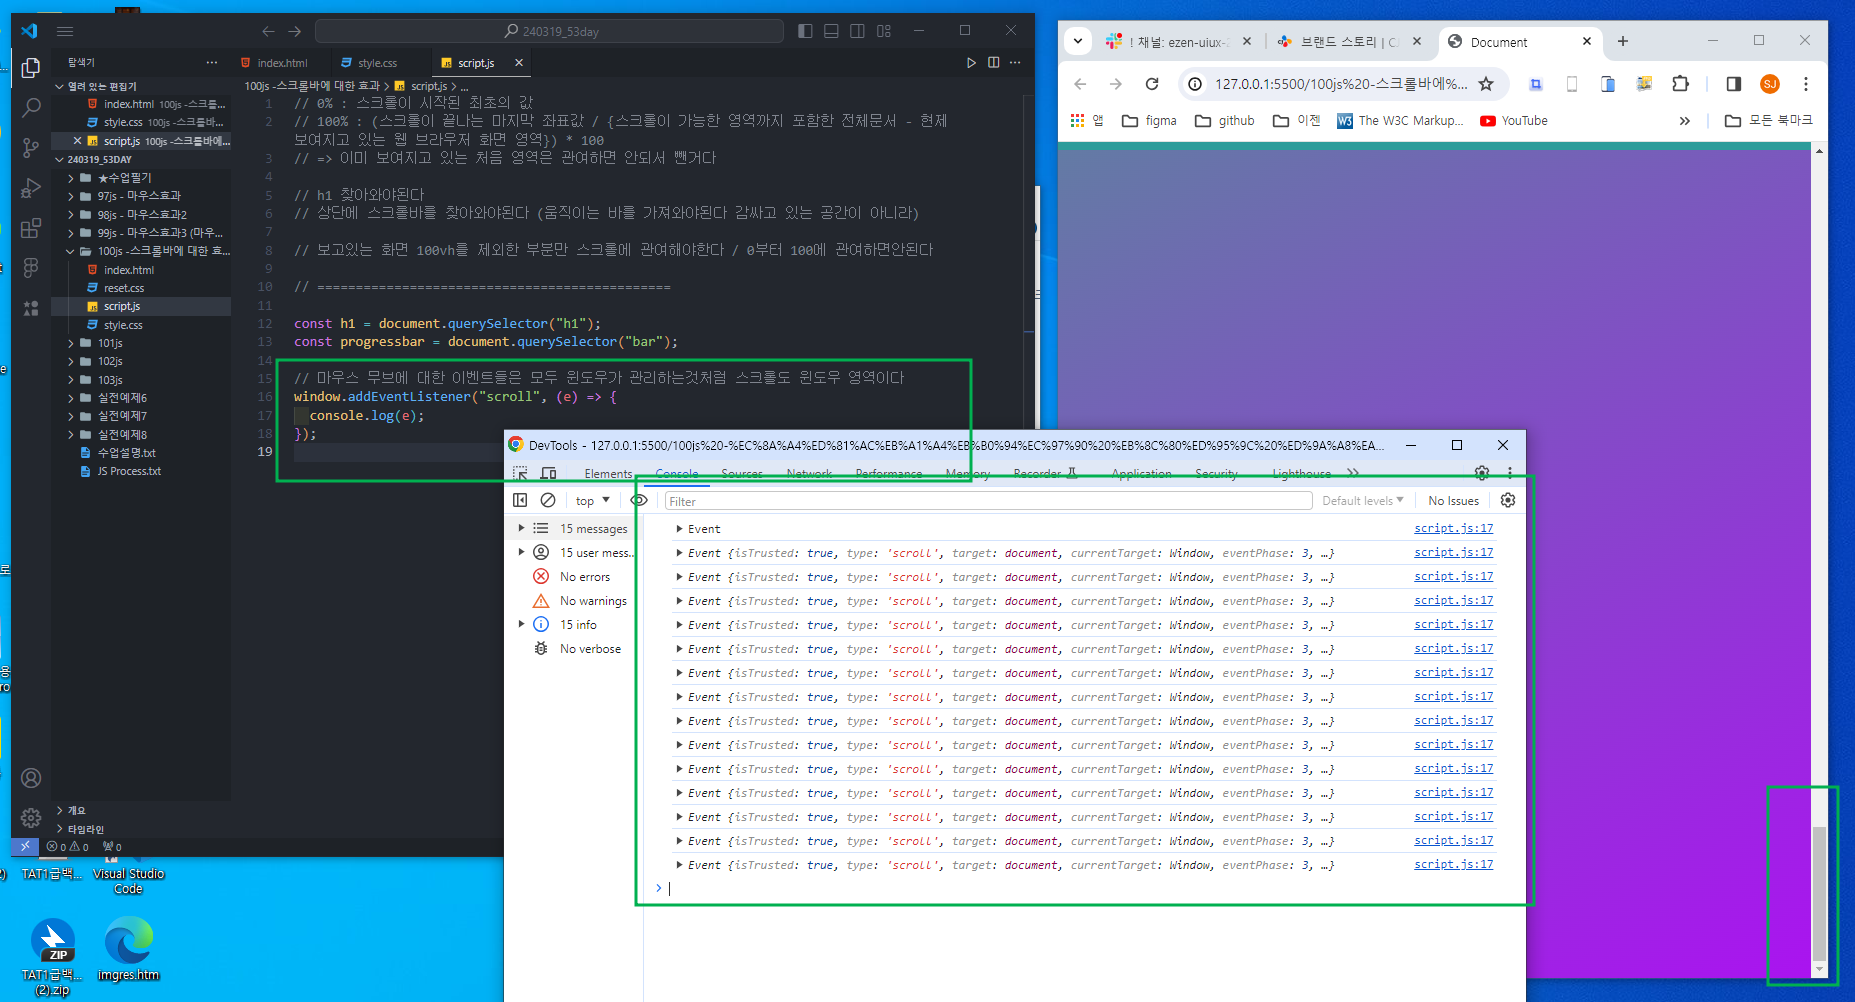 240319_53day
탐색기
열려 있는 편집기
index.html 100js -스크롤...
style.css 100js -스크롤바...
script.js 100js -스크롤바에...
240319_53DAY
★수업필기
97js - 마우스효과
98js - 마우스효과2
99js - 마우스효과3 (마우...
100js -스크롤바에 대한 효...
index.html
reset.css
script.js
style.css
101js
102js
103js
실전예제6
실전예제7
실전예제8
수업설명.txt
JS Process.txt
개요
타임라인
0 0 0
index.html
style.css
script.js
100js -스크롤바에 대한 효과 > script.js > ...
1 // 0% : 스크롤이 시작된 최초의 값
2 // 100% : (스크롤이 끝나는 마지막 좌표값 / {스크롤이 가능한 영역까지 포함한 전체문서 - 현재
보여지고 있는 웹 브라우저 화면 영역}) * 100
3 // => 이미 보여지고 있는 처음 영역은 관여하면 안되서 뺀거다
4
5 // h1 찾아와야된다
6 // 상단에 스크롤바를 찾아와야된다 (움직이는 바를 가져와야된다 감싸고 있는 공간이 아니라)
7
8 // 보고있는 화면 100vh를 제외한 부분만 스크롤에 관여해야한다 / 0부터 100에 관여하면안된다
9
10 // ==============================================
11
12 const h1 = document.querySelector("h1");
13 const progressbar = document.querySelector("bar");
14
15 // 마우스 무브에 대한 이벤트들은 모두 윈도우가 관리하는것처럼 스크롤도 윈도우 영역이다
16 window.addEventListener("scroll", (e) => {
17 console.log(e);
18 });
19
! 채널: ezen-uiux-
브랜드 스토리 | C
Document
127.0.0.1:5500/100js%20-스크롤바에%...
SJ
앱
figma
github
이젠
The W3C Markup...
YouTube
모든 북마크
DevTools - 127.0.0.1:5500/100js%20-%EC%8A%A4%ED%81%AC%EB%A1%A4%EB%B0%94%EC%97%90%20%EB%8C%80%ED%95%9C%20%ED%9A%A8%EA...
Elements Console Sources Network Performance Memory Recorder Application Security Lighthouse
top Filter Default levels No Issues
15 messages
15 user mess...
No errors
No warnings
15 info
No verbose
Event script.js:17
Event {isTrusted: true, type: 'scroll', target: document, currentTarget: Window, eventPhase: 3, …} script.js:17
Event {isTrusted: true, type: 'scroll', target: document, currentTarget: Window, eventPhase: 3, …} script.js:17
Event {isTrusted: true, type: 'scroll', target: document, currentTarget: Window, eventPhase: 3, …} script.js:17
Event {isTrusted: true, type: 'scroll', target: document, currentTarget: Window, eventPhase: 3, …} script.js:17
Event {isTrusted: true, type: 'scroll', target: document, currentTarget: Window, eventPhase: 3, …} script.js:17
Event {isTrusted: true, type: 'scroll', target: document, currentTarget: Window, eventPhase: 3, …} script.js:17
Event {isTrusted: true, type: 'scroll', target: document, currentTarget: Window, eventPhase: 3, …} script.js:17
Event {isTrusted: true, type: 'scroll', target: document, currentTarget: Window, eventPhase: 3, …} script.js:17
Event {isTrusted: true, type: 'scroll', target: document, currentTarget: Window, eventPhase: 3, …} script.js:17
Event {isTrusted: true, type: 'scroll', target: document, currentTarget: Window, eventPhase: 3, …} script.js:17
Event {isTrusted: true, type: 'scroll', target: document, currentTarget: Window, eventPhase: 3, …} script.js:17
Event {isTrusted: true, type: 'scroll', target: document, currentTarget: Window, eventPhase: 3, …} script.js:17
Event {isTrusted: true, type: 'scroll', target: document, currentTarget: Window, eventPhase: 3, …} script.js:17
Event {isTrusted: true, type: 'scroll', target: document, currentTarget: Window, eventPhase: 3, …} script.js:17
TAT1급백...
Visual Studio
Code
ZIP
TAT1급백...
(2).zip
imgres.htm